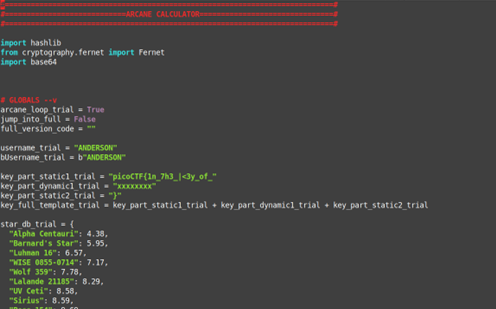 #============================================================================#
#============================ARCANE CALCULATOR===============================#
#============================================================================#
import hashlib
from cryptography.fernet import Fernet
import base64
# GLOBALS --v
arcane_loop_trial = True
jump_into_full = False
full_version_code = ""
username_trial = "ANDERSON"
bUsername_trial = b"ANDERSON"
key_part_static1_trial = "picoCTF{1n_7h3_|<3y_of_"
key_part_dynamic1_trial = "xxxxxxxx"
key_part_static2_trial = "}"
key_full_template_trial = key_part_static1_trial + key_part_dynamic1_trial + key_part_static2_trial
star_db_trial = {
"Alpha Centauri": 4.38,
"Barnard's Star": 5.95,
"Luhman 16": 6.57,
"WISE 0855-0714": 7.17,
"Wolf 359": 7.78,
"Lalande 21185": 8.29,
"UV Ceti": 8.58,
"Sirius": 8.59,